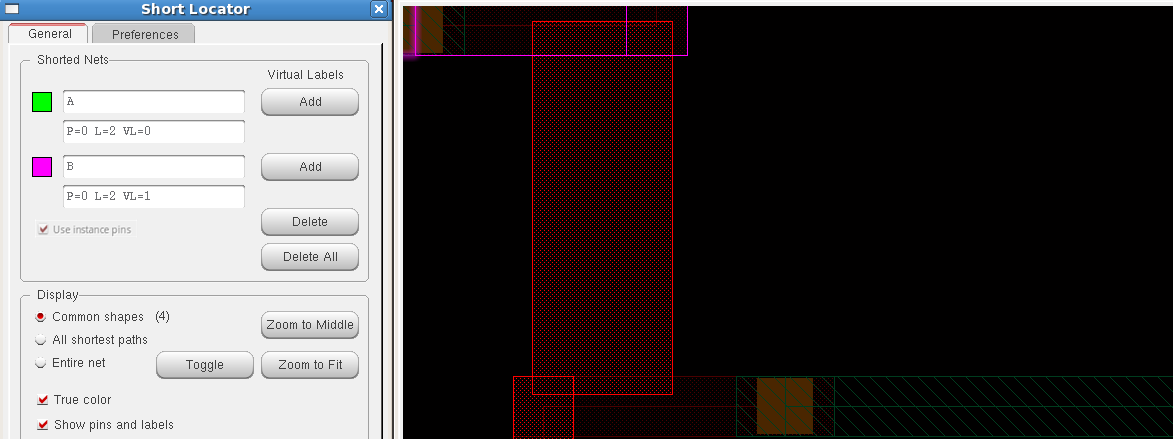 Short Locator
General
Preferences
Shorted Nets
Virtual Labels
A
Add
P=0 L=2 VL=0
B
Add
P=0 L=2 VL=1
Delete
Use instance pins
Delete All
Display
Common shapes (4)
Zoom to Middle
All shortest paths
Entire net
Toggle
Zoom to Fit
True color
Show pins and labels